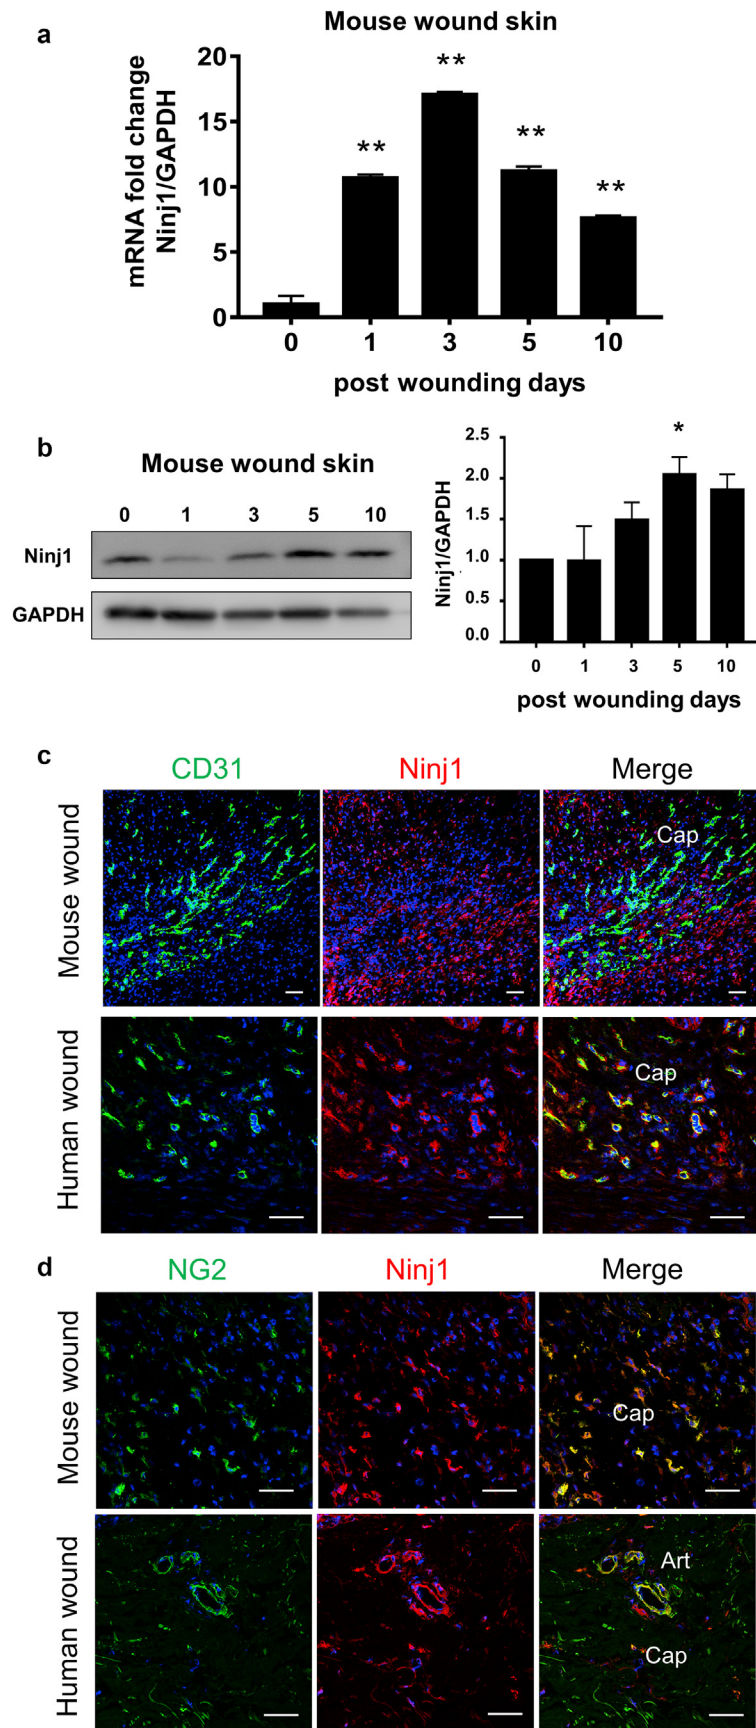 a
Mouse wound skin
mRNA fold change
Ninj1/GAPDH
20
15
10
5
0
**
**
**
**
0 1 3 5 10
post wounding days
b
Mouse wound skin
0 1 3 5 10
Ninj1
GAPDH
Ninj1/GAPDH
2.5
2.0
1.5
1.0
0.5
0.0
*
0 1 3 5 10
post wounding days
c
CD31 Ninj1 Merge
Mouse wound
Cap
Human wound
Cap
d
NG2 Ninj1 Merge
Mouse wound
Cap
Human wound
Art
Cap